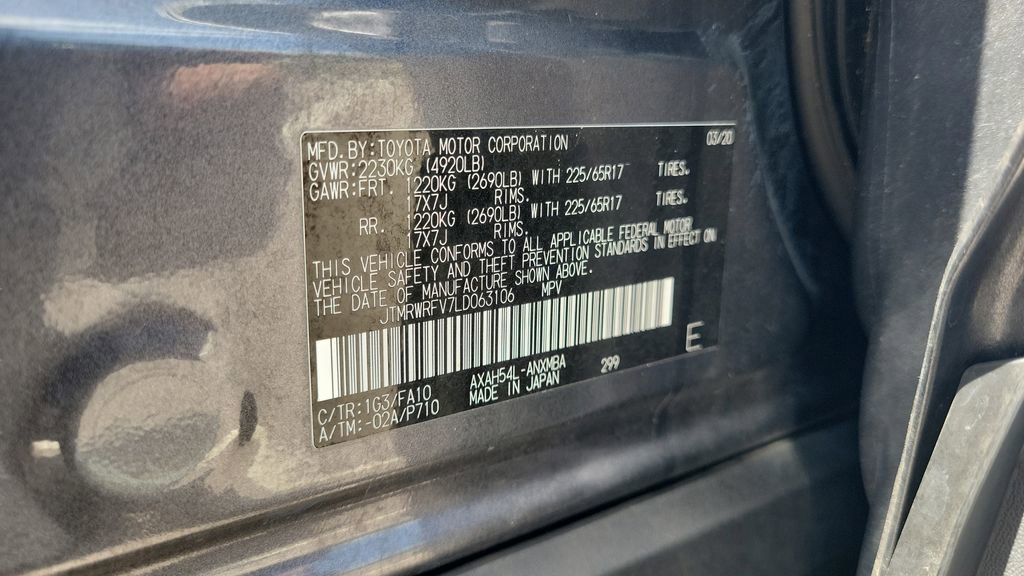 MFD. BY: TOYOTA MOTOR CORPORATION 03/20
GVWR: 2230KG (4920LB)
GAWR: FRT. 1220KG (2690LB) WITH 225/65R17 TIRES.
17X7J RIMS.
RR. 1220KG (2690LB) WITH 225/65R17 TIRES.
17X7J RIMS.
THIS VEHICLE CONFORMS TO ALL APPLICABLE FEDERAL MOTOR
VEHICLE SAFETY AND THEFT PREVENTION STANDARDS IN EFFECT ON
THE DATE OF MANUFACTURE SHOWN ABOVE.
JTMRWRFV7LD063106 MPV
C/TR: 1G3/FA10 AXAH54L-ANXMBA 299 E
A/TM: -02A/P710 MADE IN JAPAN